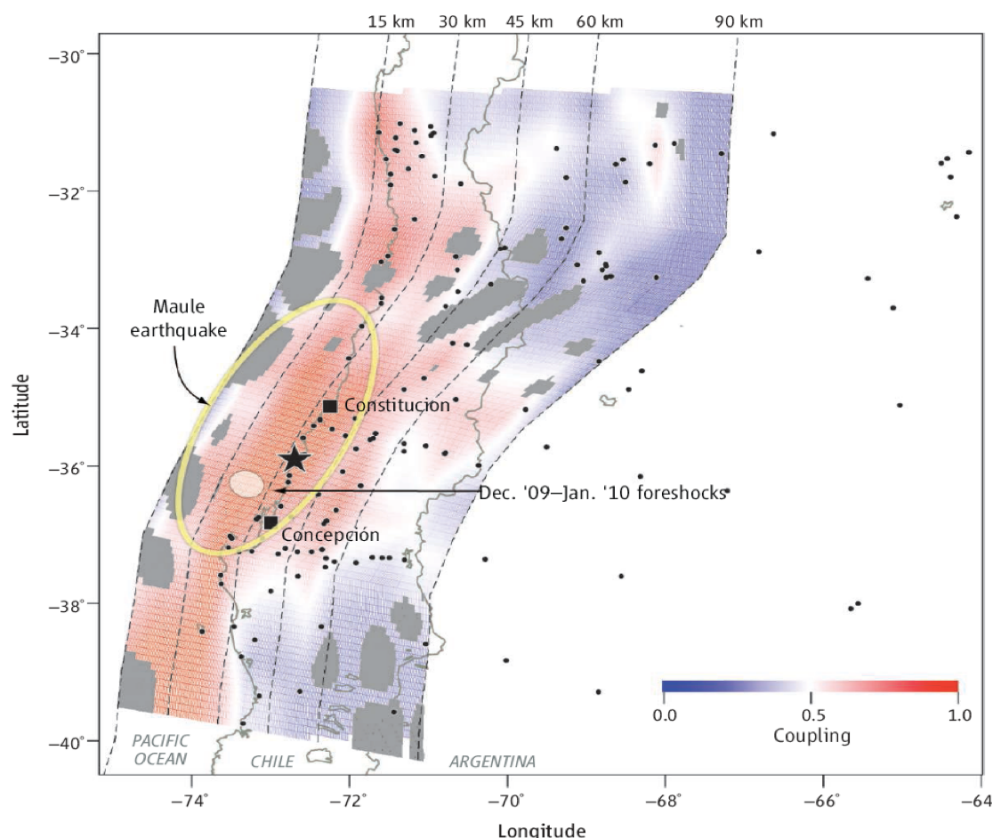 15 km 30 km 45 km 60 km 90 km
−30°
−32°
−34°
−36°
−38°
−40°
Latitude
Maule
earthquake
Constitucion
Dec. '09–Jan. '10 foreshocks
Concepción
0.0 0.5 1.0
Coupling
PACIFIC
OCEAN
CHILE
ARGENTINA
−74° −72° −70° −68° −66° −64
Longitude